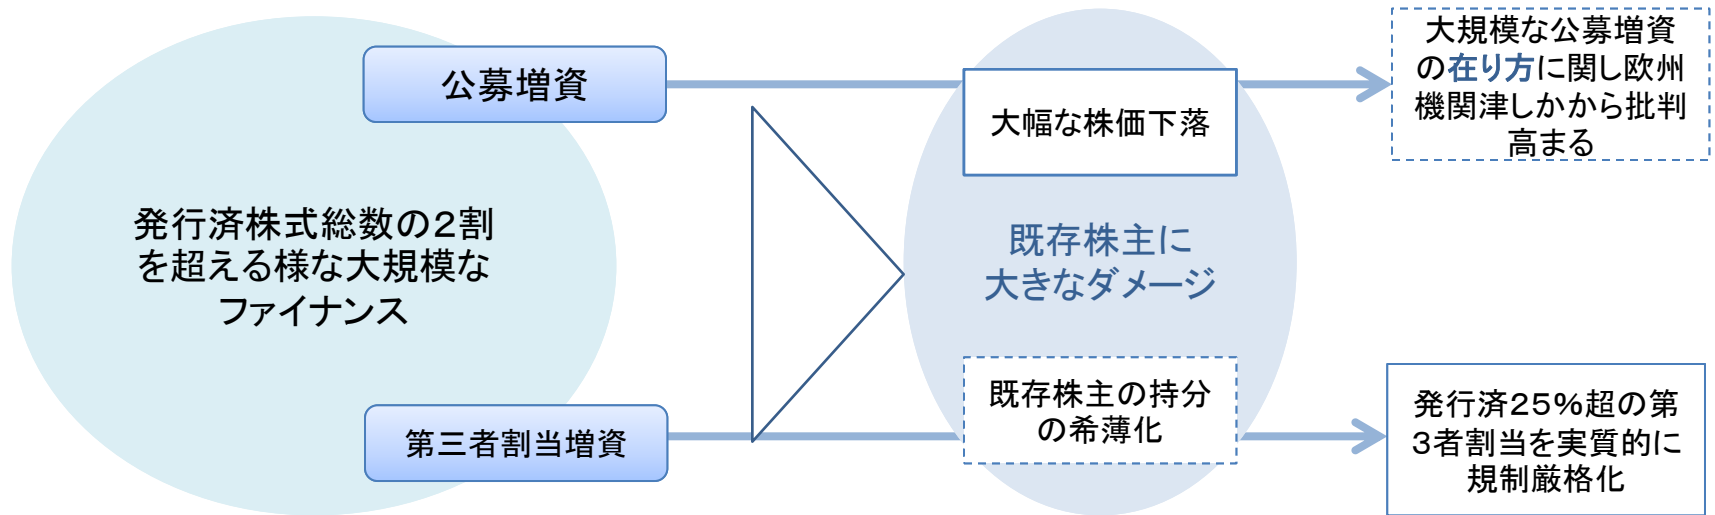 公募増資
発行済株式総数の2割
を超える様な大規模な
ファイナンス
第三者割当増資
大幅な株価下落
既存株主に
大きなダメージ
既存株主の持分
の希薄化
大規模な公募増資
の在り方に関し欧州
機関津しかから批判
高まる
発行済25%超の第
3者割当を実質的に
規制厳格化